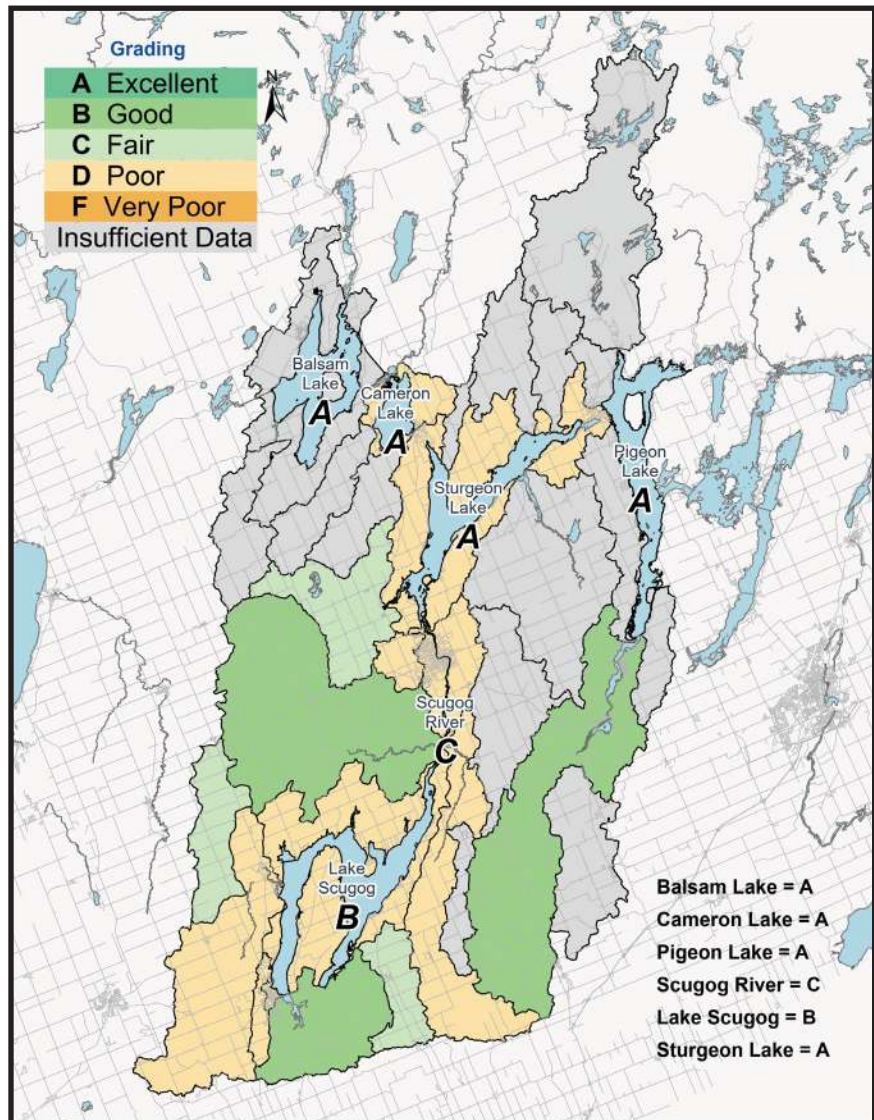 Grading
A Excellent
B Good
C Fair
D Poor
F Very Poor
Insufficient Data
N
Balsam
Lake
A
Cameron
Lake
A
Pigeon
Lake
A
Sturgeon
Lake
A
Scugog
River
C
Lake
Scugog
B
Balsam Lake = A
Cameron Lake = A
Pigeon Lake = A
Scugog River = C
Lake Scugog = B
Sturgeon Lake = A